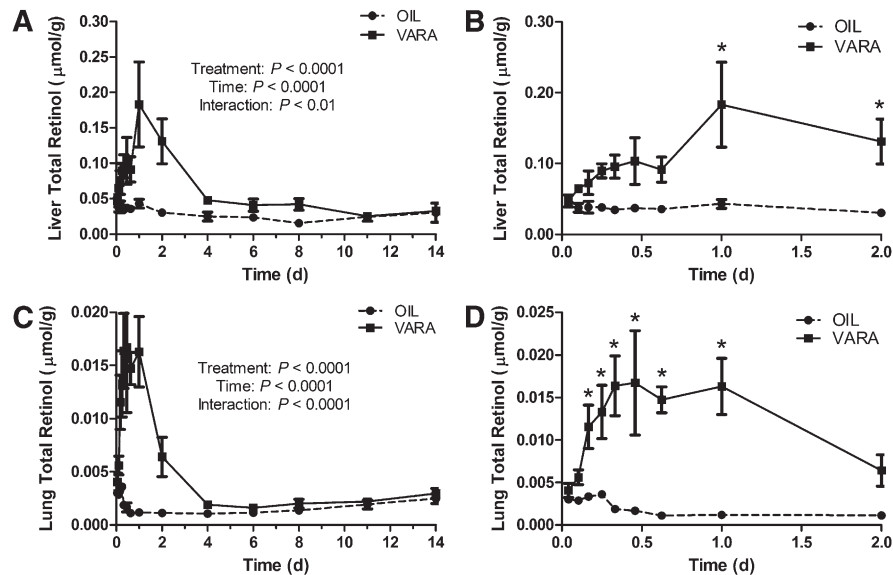 A
OIL
VARA
Treatment: P < 0.0001
Time: P < 0.0001
Interaction: P < 0.01
Liver Total Retinol ( μmol/g)
0.30
0.25
0.20
0.15
0.10
0.05
0.00
0 2 4 6 8 10 12 14
Time (d)
B
OIL
VARA
* *
Liver Total Retinol ( μmol/g)
0.30
0.20
0.10
0.00
0.0 0.5 1.0 1.5 2.0
Time (d)
C
OIL
VARA
Treatment: P < 0.0001
Time: P < 0.0001
Interaction: P < 0.0001
Lung Total Retinol ( μmol/g)
0.020
0.015
0.010
0.005
0.000
0 2 4 6 8 10 12 14
Time (d)
D
OIL
VARA
* * * * * *
Lung Total Retinol ( μmol/g)
0.025
0.020
0.015
0.010
0.005
0.000
0.0 0.5 1.0 1.5 2.0
Time (d)